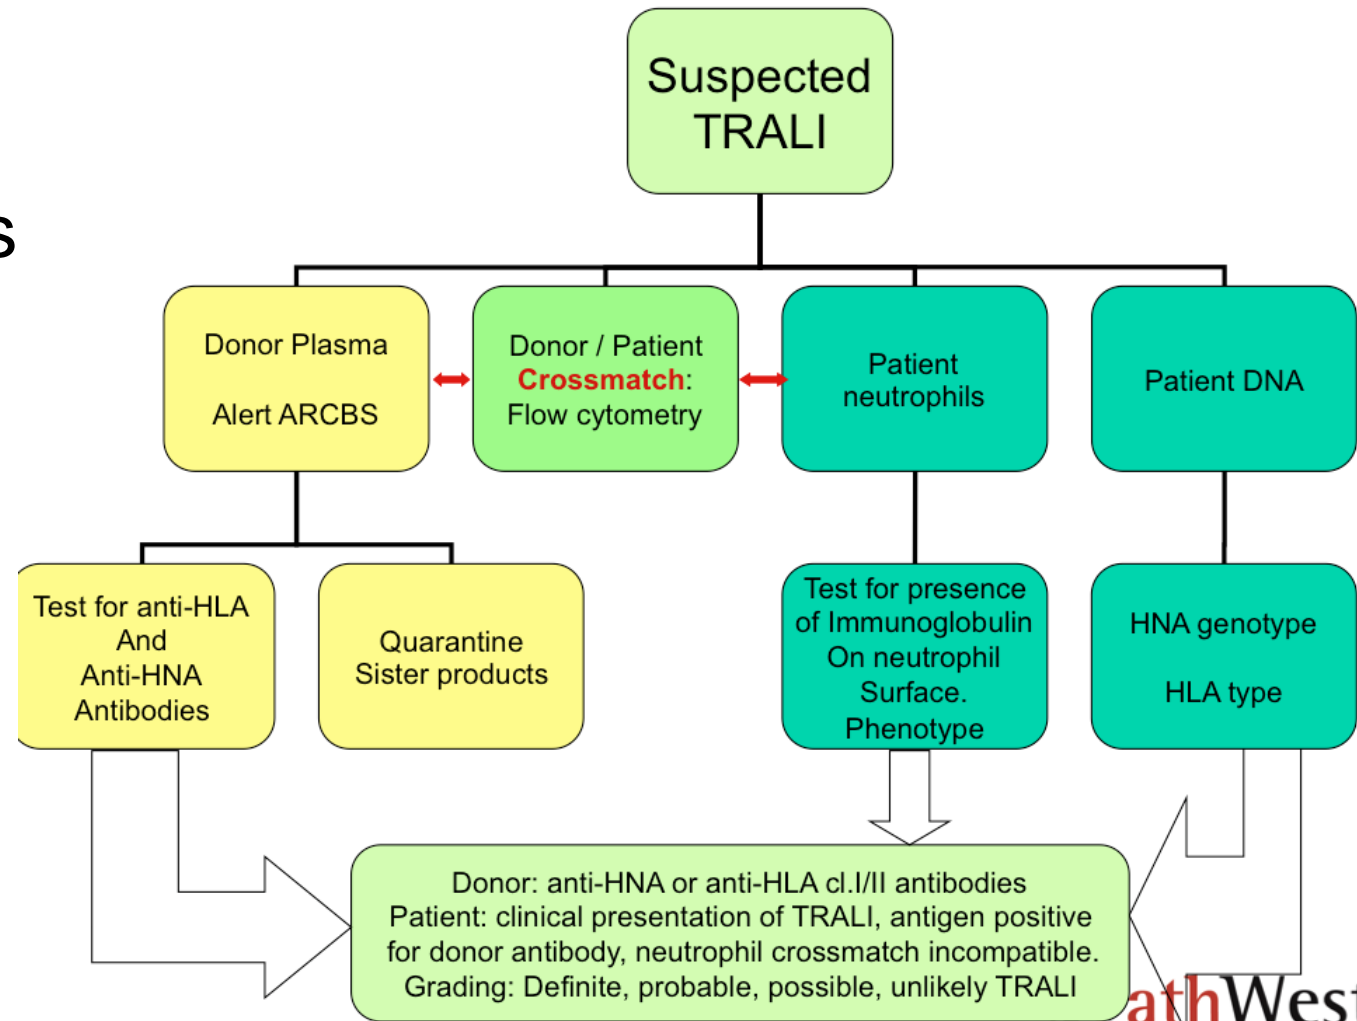 Suspected
TRALI
s
Donor Plasma
Alert ARCBS
Donor / Patient
Crossmatch:
Flow cytometry
Patient
neutrophils
Patient DNA
Test for anti-HLA
And
Anti-HNA
Antibodies
Quarantine
Sister products
Test for presence
of Immunoglobulin
On neutrophil
Surface.
Phenotype
HNA genotype
HLA type
Donor: anti-HNA or anti-HLA cl.I/II antibodies
Patient: clinical presentation of TRALI, antigen positive
for donor antibody, neutrophil crossmatch incompatible.
Grading: Definite, probable, possible, unlikely TRALI
athWest